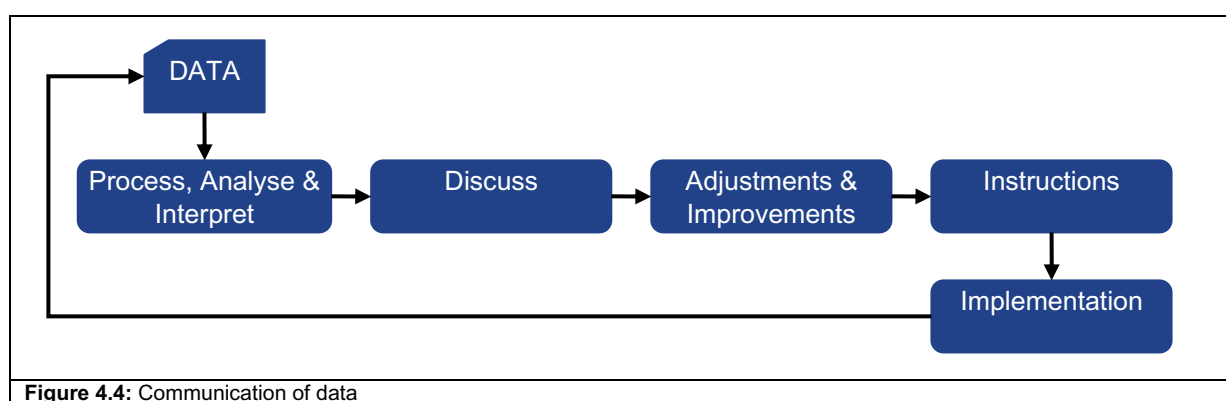 DATA
Process, Analyse &
Interpret
Discuss
Adjustments &
Improvements
Instructions
Implementation
Figure 4.4: Communication of data